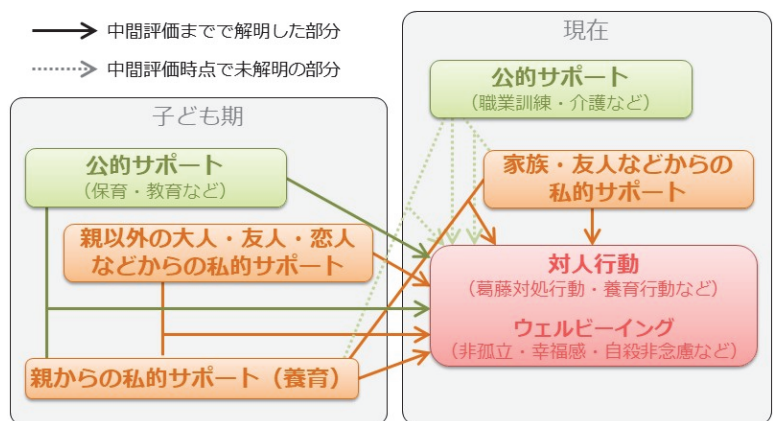 中間評価までで解明した部分
中間評価時点で未解明の部分
子ども期
公的サポート
(保育・教育など)
親以外の大人・友人・恋人
などからの私的サポート
親からの私的サポート（養育）
現在
公的サポート
(職業訓練・介護など)
家族・友人などからの
私的サポート
対人行動
(葛藤対処行動・養育行動など)
ウェルビーイング
(非孤立・幸福感・自殺非念慮など)